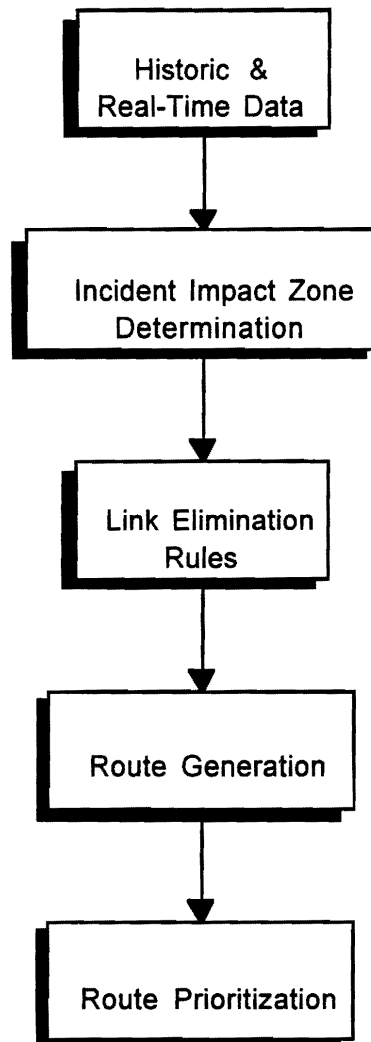 Historic &
Real-Time Data
Incident Impact Zone
Determination
Link Elimination
Rules
Route Generation
Route Prioritization